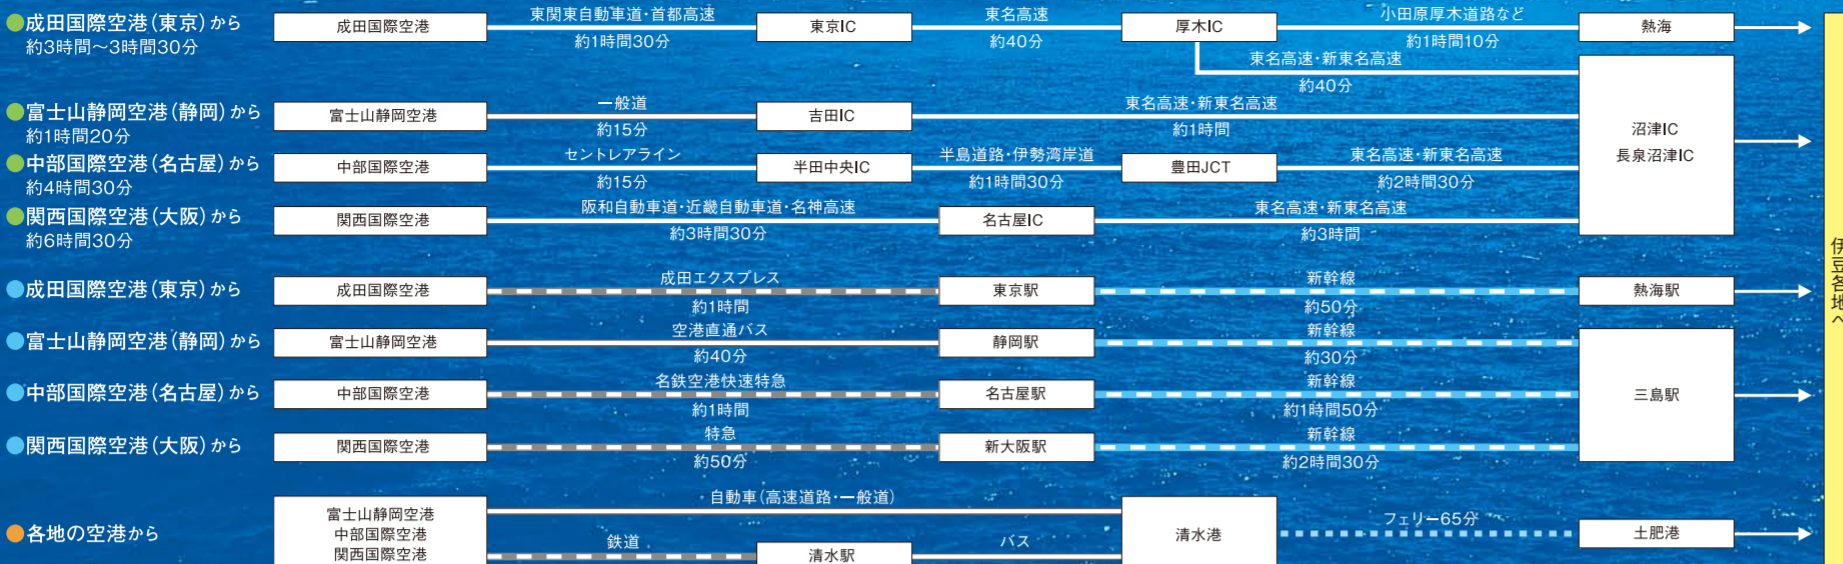 ●成田国際空港(東京)から
約3時間〜3時間30分
成田国際空港
東関東自動車道・首都高速
約1時間30分
東京IC
東名高速
約40分
厚木IC
小田原厚木道路など
約1時間10分
熱海
東名高速・新東名高速
約40分
●富士山静岡空港(静岡)から
約1時間20分
富士山静岡空港
一般道
約15分
吉田IC
東名高速・新東名高速
約1時間
沼津IC
長泉沼津IC
●中部国際空港(名古屋)から
約4時間30分
中部国際空港
セントレアライン
約15分
半田中央IC
半島道路・伊勢湾岸道
約1時間30分
豊田JCT
東名高速・新東名高速
約2時間30分
●関西国際空港(大阪)から
約6時間30分
関西国際空港
阪和自動車道・近畿自動車道・名神高速
約3時間30分
名古屋IC
東名高速・新東名高速
約3時間
●成田国際空港(東京)から
成田国際空港
成田エクスプレス
約1時間
東京駅
新幹線
約50分
熱海駅
●富士山静岡空港(静岡)から
富士山静岡空港
空港直通バス
約40分
静岡駅
新幹線
約30分
三島駅
●中部国際空港(名古屋)から
中部国際空港
名鉄空港快速特急
約1時間
名古屋駅
新幹線
約1時間50分
●関西国際空港(大阪)から
関西国際空港
特急
約50分
新大阪駅
新幹線
約2時間30分
●各地の空港から
富士山静岡空港
中部国際空港
関西国際空港
自動車(高速道路・一般道)
鉄道
清水駅
バス
清水港
フェリー65分
土肥港
伊豆各地へ